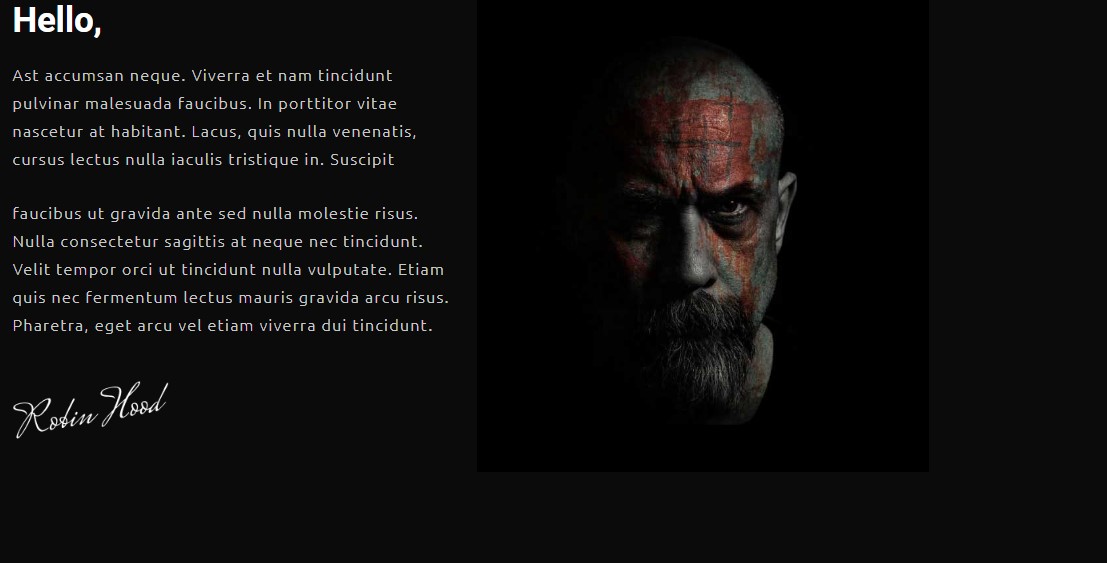 Hello,
Ast accumsan neque. Viverra et nam tincidunt
pulvinar malesuada faucibus. In porttitor vitae
nascetur at habitant. Lacus, quis nulla venenatis,
cursus lectus nulla iaculis tristique in. Suscipit
faucibus ut gravida ante sed nulla molestie risus.
Nulla consectetur sagittis at neque nec tincidunt.
Velit tempor orci ut tincidunt nulla vulputate. Etiam
quis nec fermentum lectus mauris gravida arcu risus.
Pharetra, eget arcu vel etiam viverra dui tincidunt.
Robin Hood